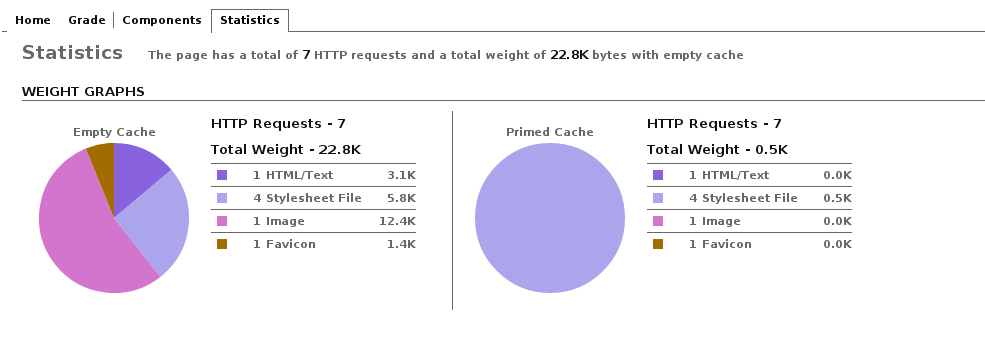 Home Grade Components Statistics
Statistics The page has a total of 7 HTTP requests and a total weight of 22.8K bytes with empty cache
WEIGHT GRAPHS
Empty Cache
HTTP Requests - 7
Total Weight - 22.8K
1 HTML/Text 3.1K
4 Stylesheet File 5.8K
1 Image 12.4K
1 Favicon 1.4K
Primed Cache
HTTP Requests - 7
Total Weight - 0.5K
1 HTML/Text 0.0K
4 Stylesheet File 0.5K
1 Image 0.0K
1 Favicon 0.0K